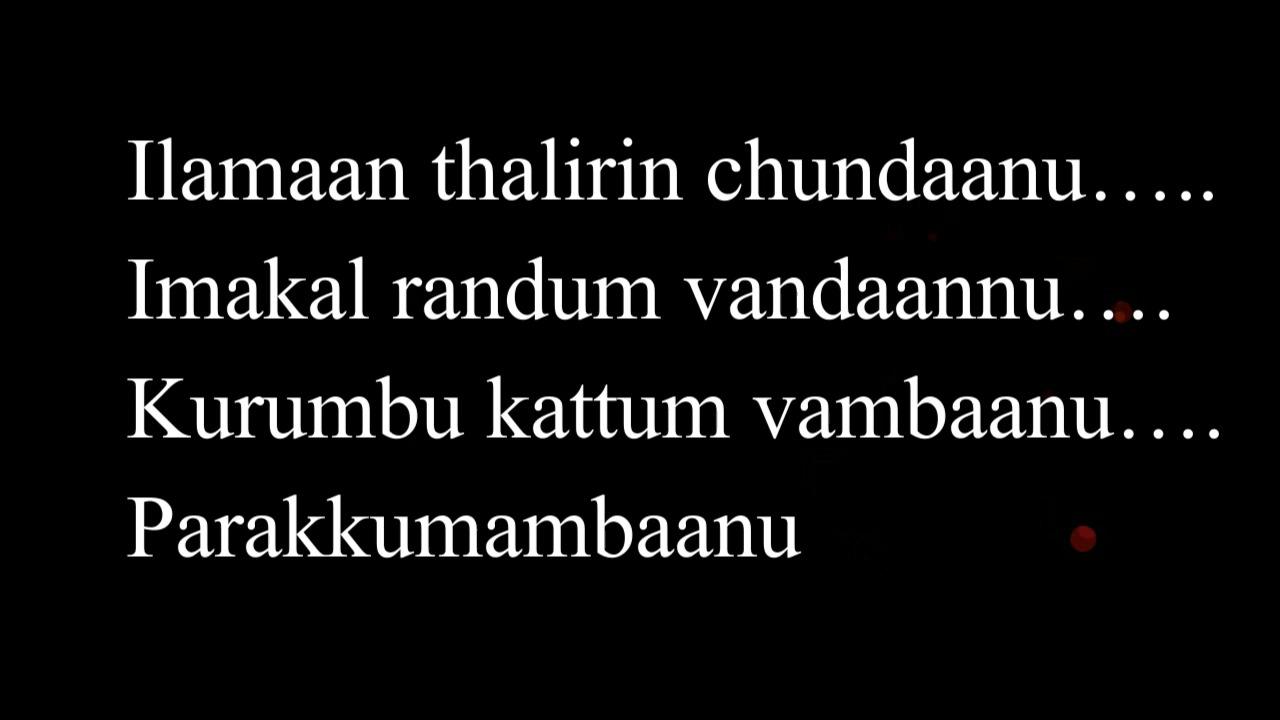 Ilamaan thalirin chundaanu…..
Imakal randum vandaannu….
Kurumbu kattum vambaanu….
Parakkumambaanu